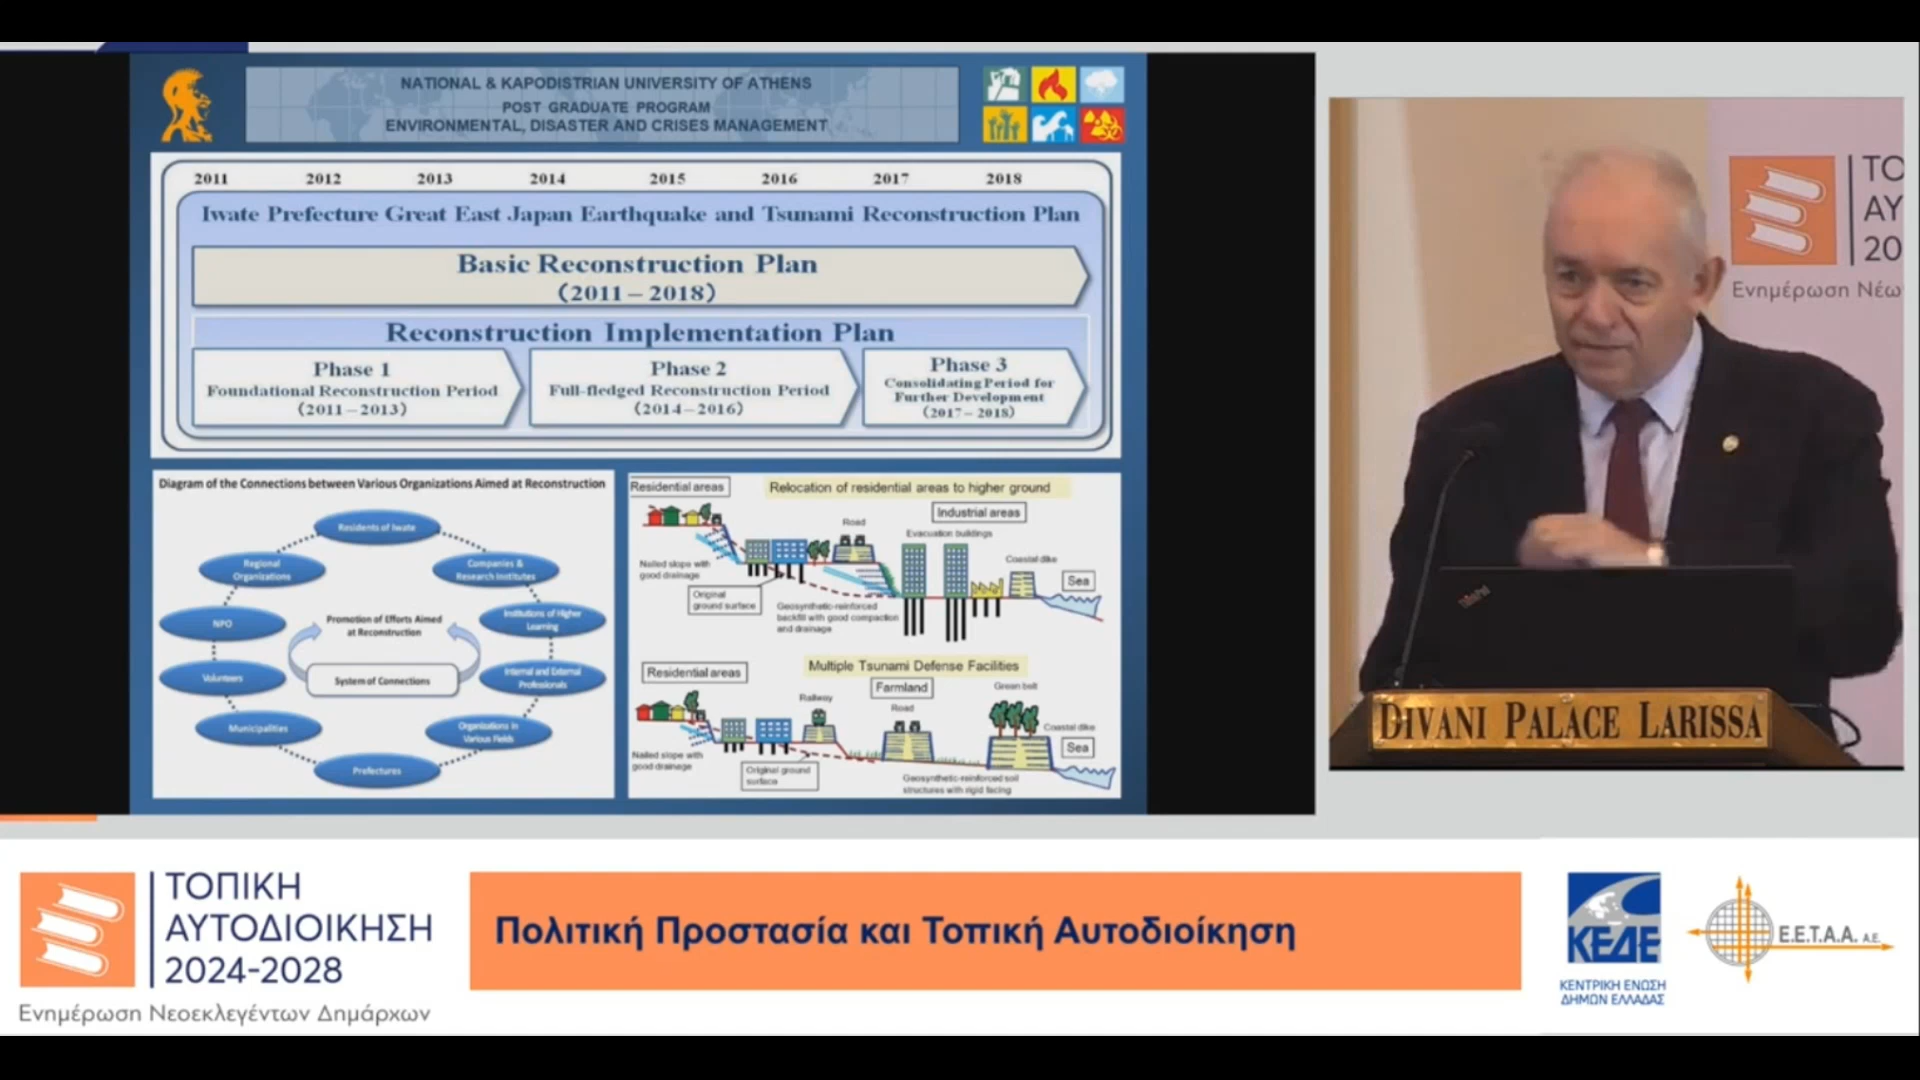 NATIONAL & KAPODISTRIAN UNIVERSITY OF ATHENS
POST GRADUATE PROGRAM
ENVIRONMENTAL, DISASTER AND CRISES MANAGEMENT
2011 2012 2013 2014 2015 2016 2017 2018
Iwate Prefecture Great East Japan Earthquake and Tsunami Reconstruction Plan
Basic Reconstruction Plan
(2011 – 2018)
Reconstruction Implementation Plan
Phase 1
Foundational Reconstruction Period
(2011 – 2013)
Phase 2
Full-fledged Reconstruction Period
(2014 – 2016)
Phase 3
Consolidating Period for
Further Development
(2017 – 2018)
Diagram of the Connections between Various Organizations Aimed at Reconstruction
Residents of Iwate
Regional
Organizations
Companies &
Research Institutes
NPO
Promotion of Efforts Aimed
at Reconstruction
Institutions of Higher
Learning
Volunteers
System of Connections
Internal and External
Professionals
Municipalities
Organizations in
Various Fields
Prefectures
Residential areas
Relocation of residential areas to higher ground
Industrial areas
Road
Evacuation buildings
Coastal dike
Sea
Nailed slope with
good drainage
Original
ground surface
Geosynthetic-reinforced
backfill with good compaction
and drainage
Multiple Tsunami Defense Facilities
Residential areas
Farmland
Green belt
Railway
Road
Coastal dike
Sea
Nailed slope with
good drainage
Original ground
surface
Geosynthetic-reinforced soil
structures with rigid facing
ΤΟ
ΑΥ
20
Ενημέρωση Νέω
ThinkPad
DIVANI PALACE LARISSA
ΤΟΠΙΚΗ
ΑΥΤΟΔΙΟΙΚΗΣΗ
2024-2028
Ενημέρωση Νεοεκλεγέντων Δημάρχων
Πολιτική Προστασία και Τοπική Αυτοδιοίκηση
ΚΕΔΕ
ΚΕΝΤΡΙΚΗ ΕΝΩΣΗ
ΔΗΜΩΝ ΕΛΛΑΔΑΣ
Ε.Ε.Τ.Α.Α. Α.Ε.